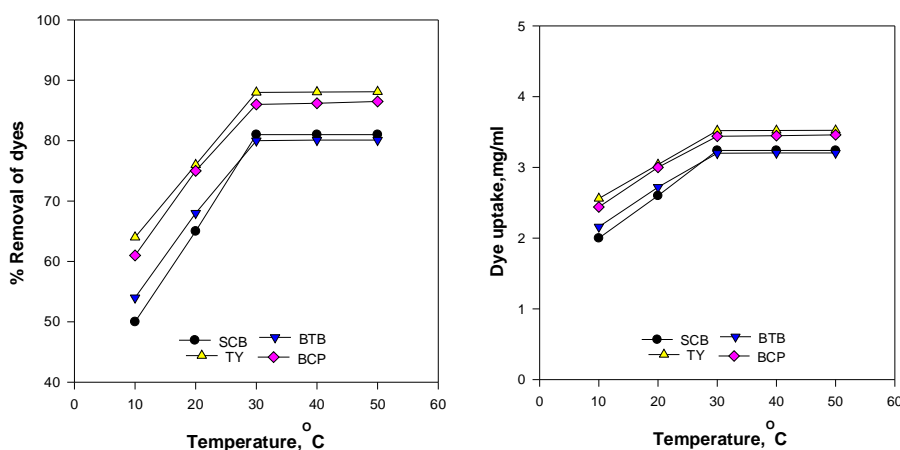 % Removal of dyes
100
90
80
70
60
50
40
SCB
BTB
TY
BCP
0 10 20 30 40 50 60
Temperature, OC
Dye uptake,mg/ml
5
4
3
2
1
0
SCB
BTB
TY
BCP
0 10 20 30 40 50 60
Temperature, OC